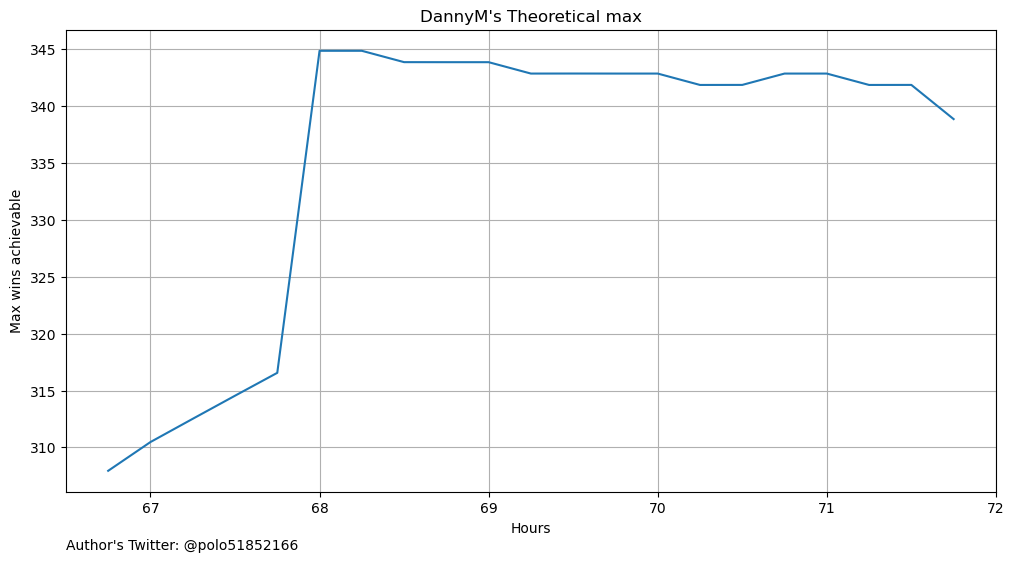 DannyM's Theoretical max
Max wins achievable
345
340
335
330
325
320
315
310
67 68 69 70 71 72
Hours
Author's Twitter: @polo51852166